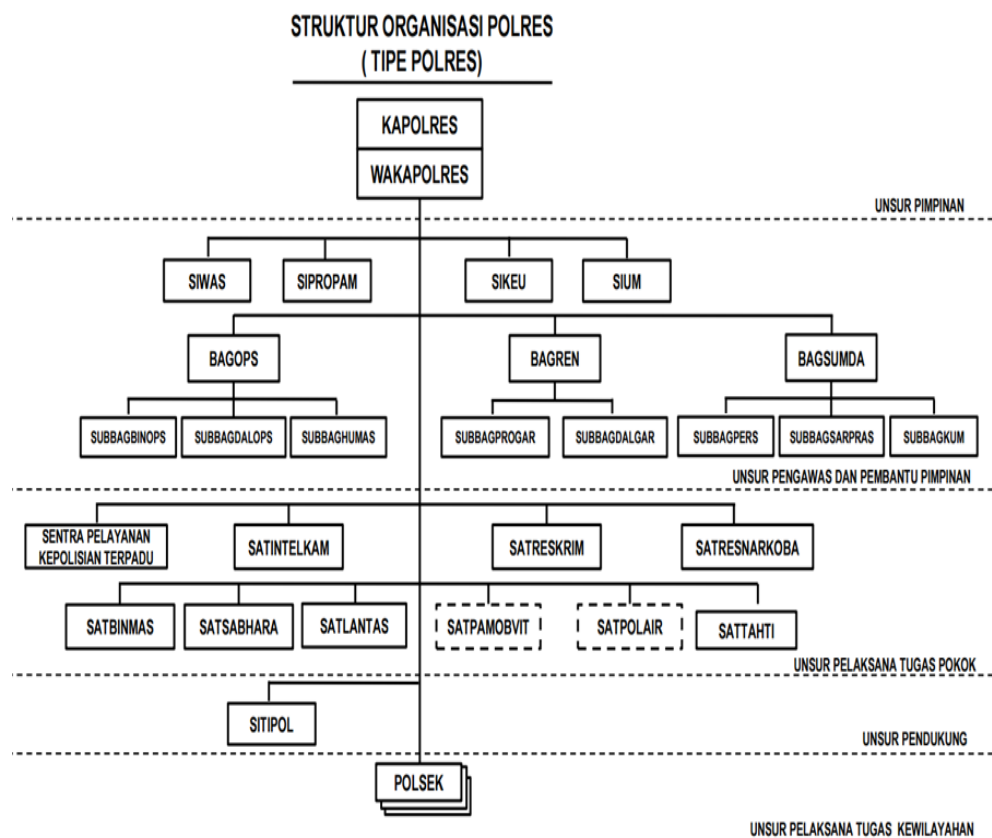 STRUKTUR ORGANISASI POLRES
( TIPE POLRES)
KAPOLRES
WAKAPOLRES
UNSUR PIMPINAN
SIWAS
SIPROPAM
SIKEU
SIUM
BAGOPS
BAGREN
BAGSUMDA
SUBBAGBINOPS
SUBBAGDALOPS
SUBBAGHUMAS
SUBBAGPROGAR
SUBBAGDALGAR
SUBBAGPERS
SUBBAGSARPRAS
SUBBAGKUM
UNSUR PENGAWAS DAN PEMBANTU PIMPINAN
SENTRA PELAYANAN
KEPOLISIAN TERPADU
SATINTELKAM
SATRESKRIM
SATRESNARKOBA
SATBINMAS
SATSABHARA
SATLANTAS
SATPAMOBVIT
SATPOLAIR
SATTAHTI
UNSUR PELAKSANA TUGAS POKOK
SITIPOL
UNSUR PENDUKUNG
POLSEK
UNSUR PELAKSANA TUGAS KEWILAYAHAN